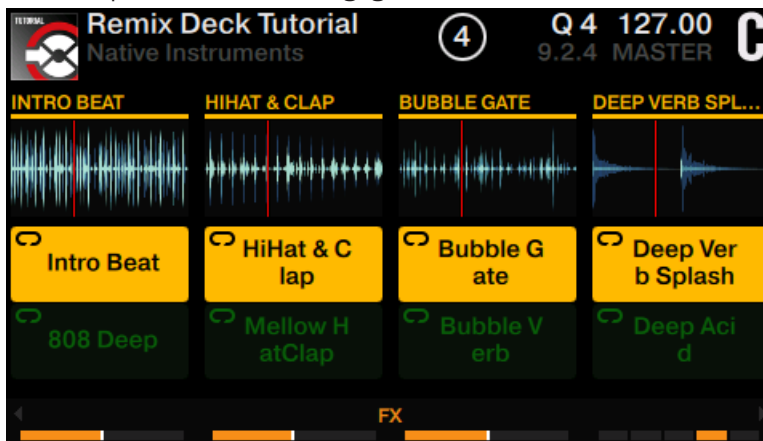 TUTORIAL
Remix Deck Tutorial
Native Instruments
4
Q 4 127.00
9.2.4 MASTER
C
INTRO BEAT HIHAT & CLAP BUBBLE GATE DEEP VERB SPL...
Intro Beat
HiHat & C
lap
Bubble G
ate
Deep Ver
b Splash
808 Deep
Mellow H
atClap
Bubble V
erb
Deep Aci
d
FX